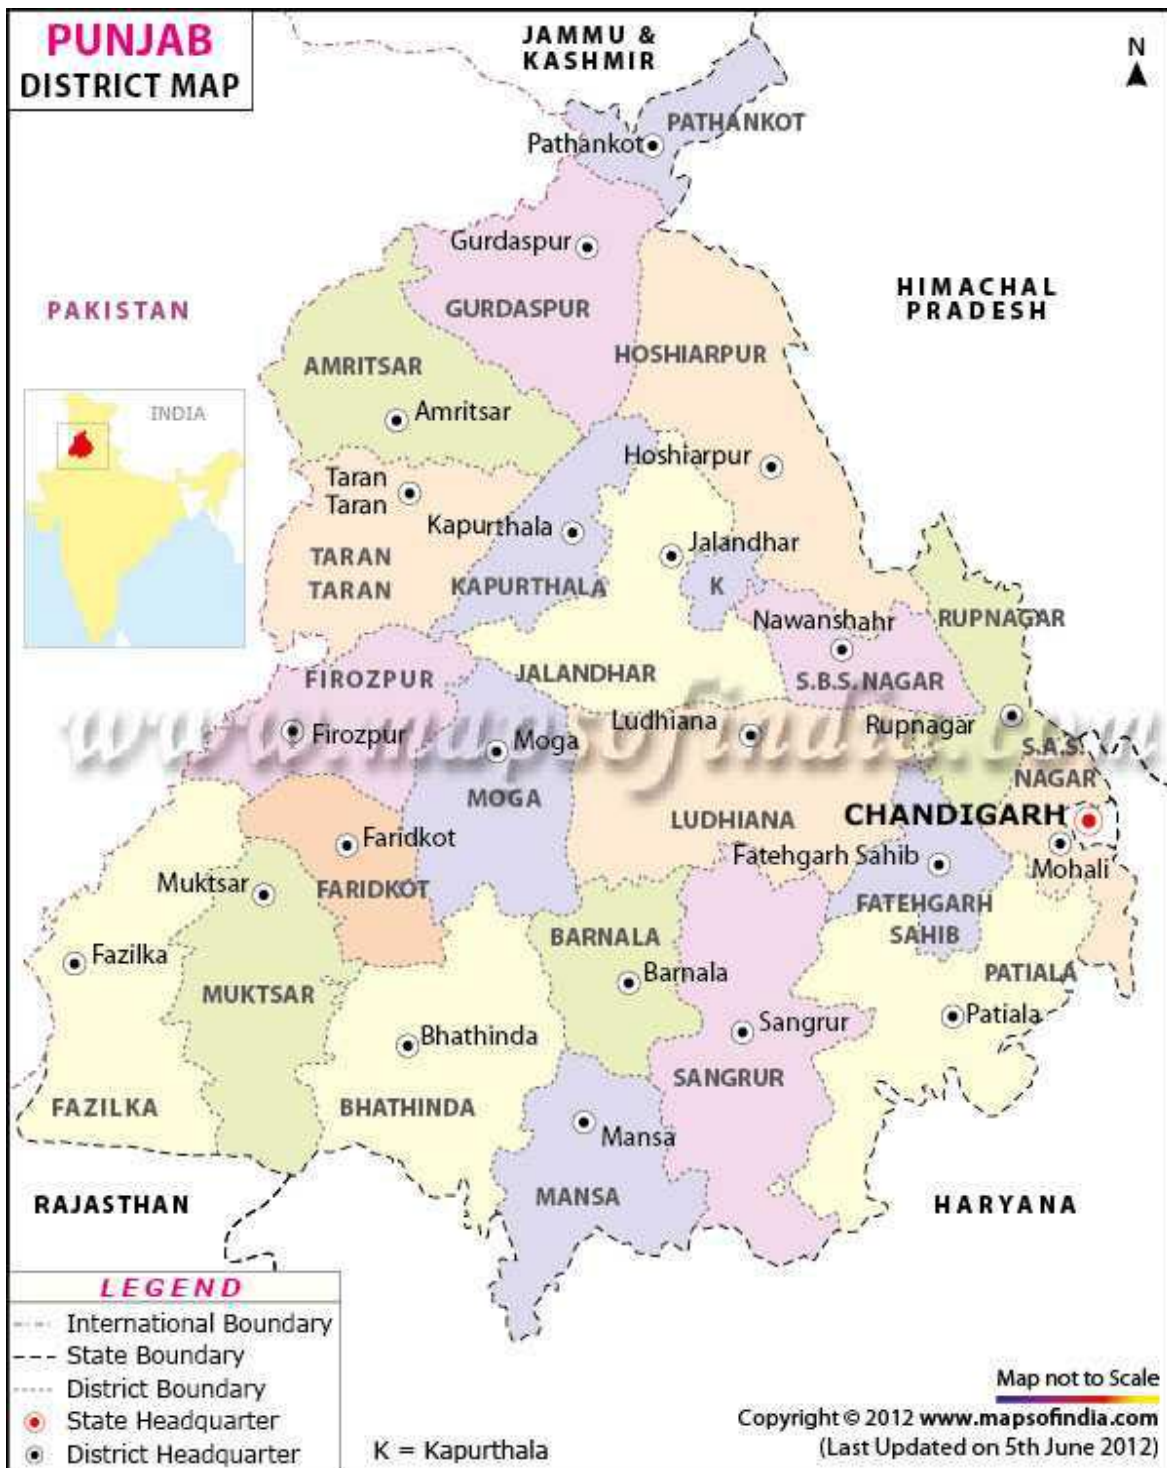 PUNJAB
DISTRICT MAP
JAMMU &
KASHMIR
N
PATHANKOT
Pathankot
Gurdaspur
GURDASPUR
PAKISTAN
HIMACHAL
PRADESH
HOSHIARPUR
AMRITSAR
Amritsar
INDIA
Hoshiarpur
Taran
Taran
Kapurthala
Jalandhar
TARAN
TARAN
KAPURTHALA
K
Nawanshahr
RUPNAGAR
FIROZPUR
JALANDHAR
S.B.S. NAGAR
www.mapsofindia.com
Firozpur
Moga
Ludhiana
Rupnagar
S.A.S.
NAGAR
MOGA
LUDHIANA
CHANDIGARH
Faridkot
Fatehgarh Sahib
Mohali
Muktsar
FARIDKOT
FATEHGARH
SAHIB
BARNALA
Fazilka
Barnala
PATIALA
MUKTSAR
Bhathinda
Sangrur
Patiala
SANGRUR
FAZILKA
BHATHINDA
Mansa
MANSA
RAJASTHAN
HARYANA
LEGEND
International Boundary
State Boundary
District Boundary
State Headquarter
District Headquarter
K = Kapurthala
Map not to Scale
Copyright © 2012 www.mapsofindia.com
(Last Updated on 5th June 2012)